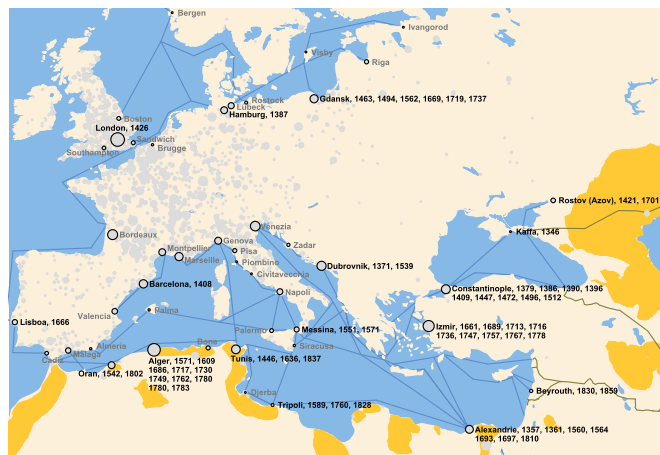 Bergen
Ivangorod
Visby
Riga
Rostock
Lübeck
Gdansk, 1463, 1494, 1562, 1669, 1719, 1737
Hamburg, 1387
Boston
London, 1426
Sandwich
Southampton
Brugge
Rostov (Azov), 1421, 1701
Kaffa, 1346
Bordeaux
Venezia
Genova
Zadar
Montpellier
Pisa
Marseille
Piombino
Dubrovnik, 1371, 1539
Civitavecchia
Barcelona, 1408
Napoli
Constantinople, 1379, 1386, 1390, 1396
1409, 1447, 1472, 1496, 1512
Palma
Valencia
Lisboa, 1666
Palermo
Messina, 1551, 1571
Izmir, 1661, 1689, 1713, 1716
1736, 1747, 1757, 1767, 1778
Siracusa
Almeria
Bone
Cadiz
Malaga
Alger, 1571, 1609
1686, 1717, 1730
1749, 1762, 1780
1780, 1783
Tunis, 1446, 1636, 1837
Oran, 1542, 1802
Djerba
Beyrouth, 1830, 1859
Tripoli, 1589, 1760, 1828
Alexandrie, 1357, 1361, 1560, 1564
1693, 1697, 1810